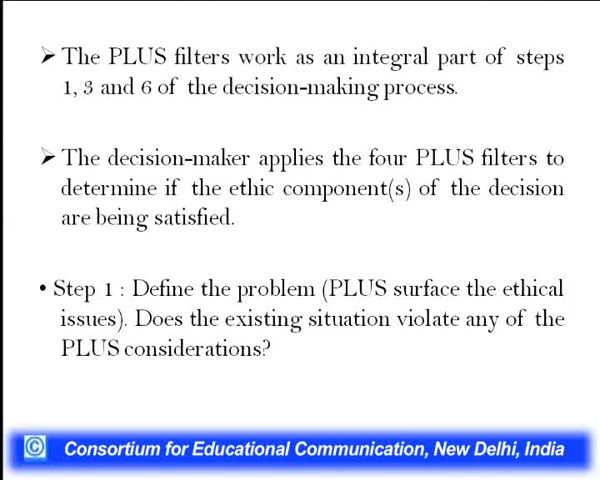 ➢ The PLUS filters work as an integral part of steps
1, 3 and 6 of the decision-making process.
➢ The decision-maker applies the four PLUS filters to
determine if the ethic component(s) of the decision
are being satisfied.
• Step 1 : Define the problem (PLUS surface the ethical
issues). Does the existing situation violate any of the
PLUS considerations?
© Consortium for Educational Communication, New Delhi, India